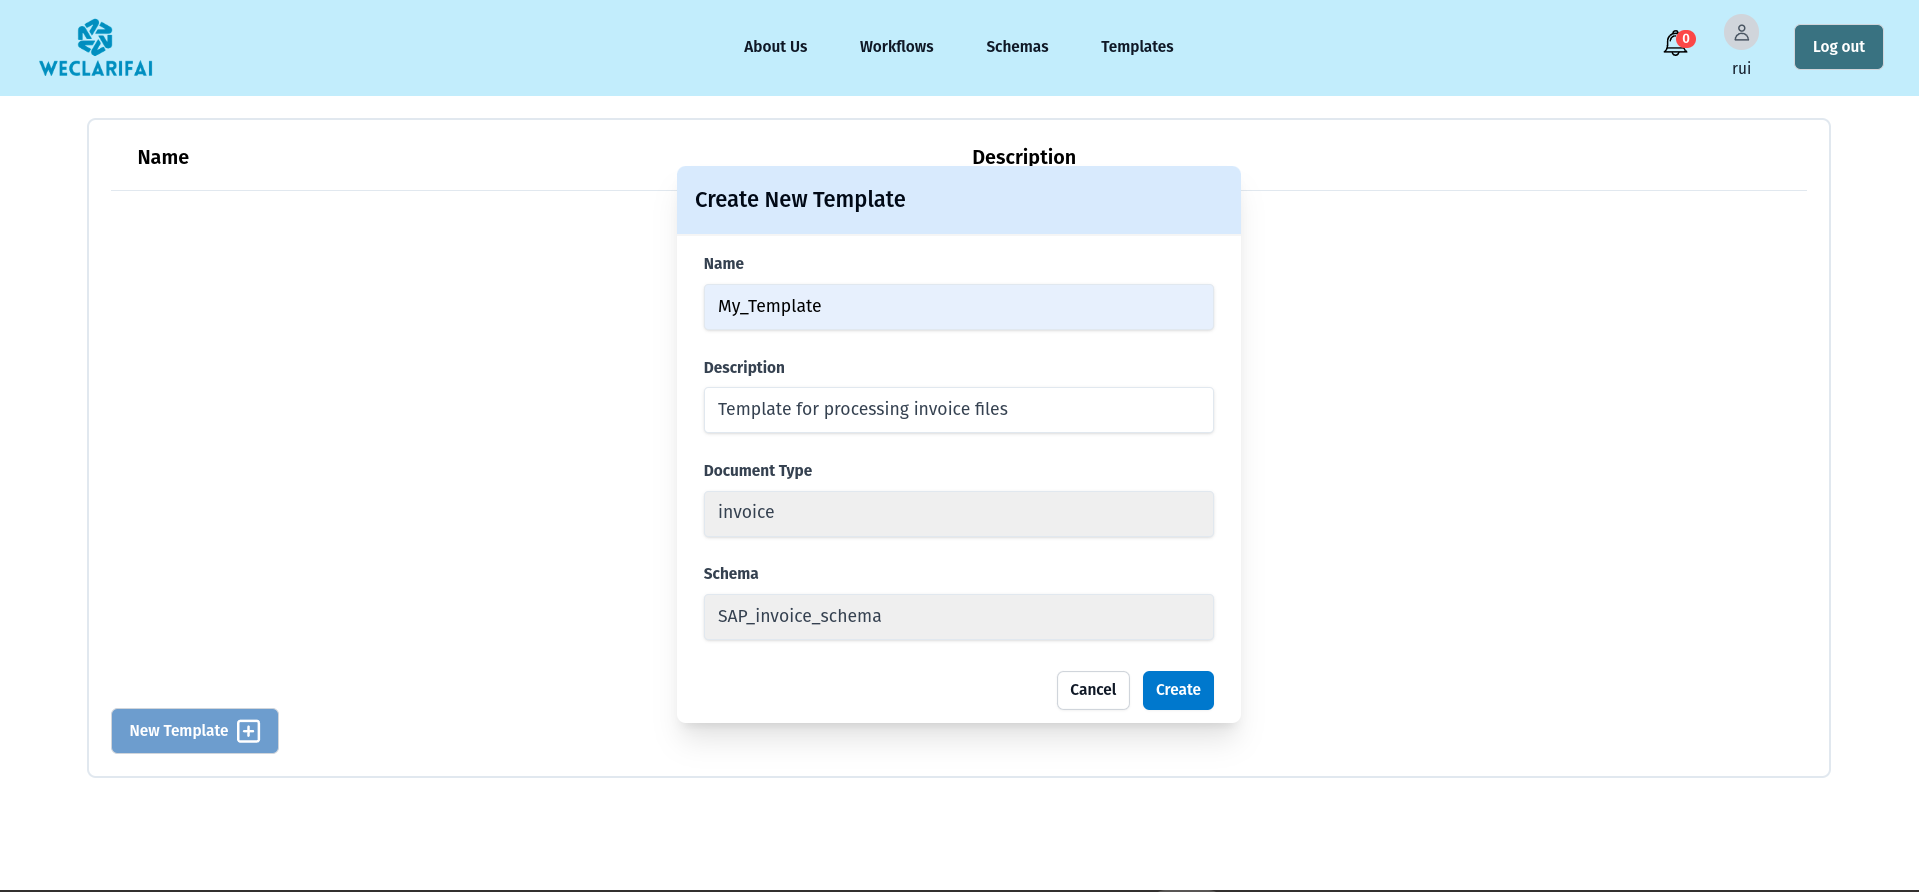 WECLARIFAI
About Us
Workflows
Schemas
Templates
0
rui
Log out
Name
Description
Create New Template
Name
My_Template
Description
Template for processing invoice files
Document Type
invoice
Schema
SAP_invoice_schema
Cancel
Create
New Template